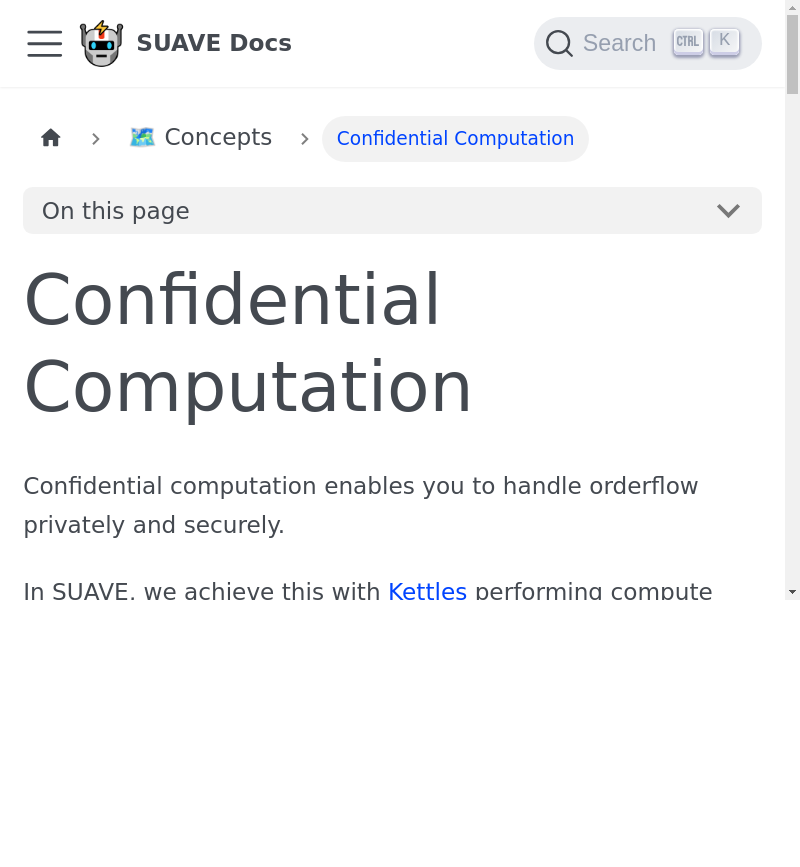 SUAVE Docs
Search CTRL K
🗺️ Concepts
Confidential Computation
On this page
Confidential
Computation
Confidential computation enables you to handle orderflow
privately and securely.
In SUAVE, we achieve this with Kettles performing compute